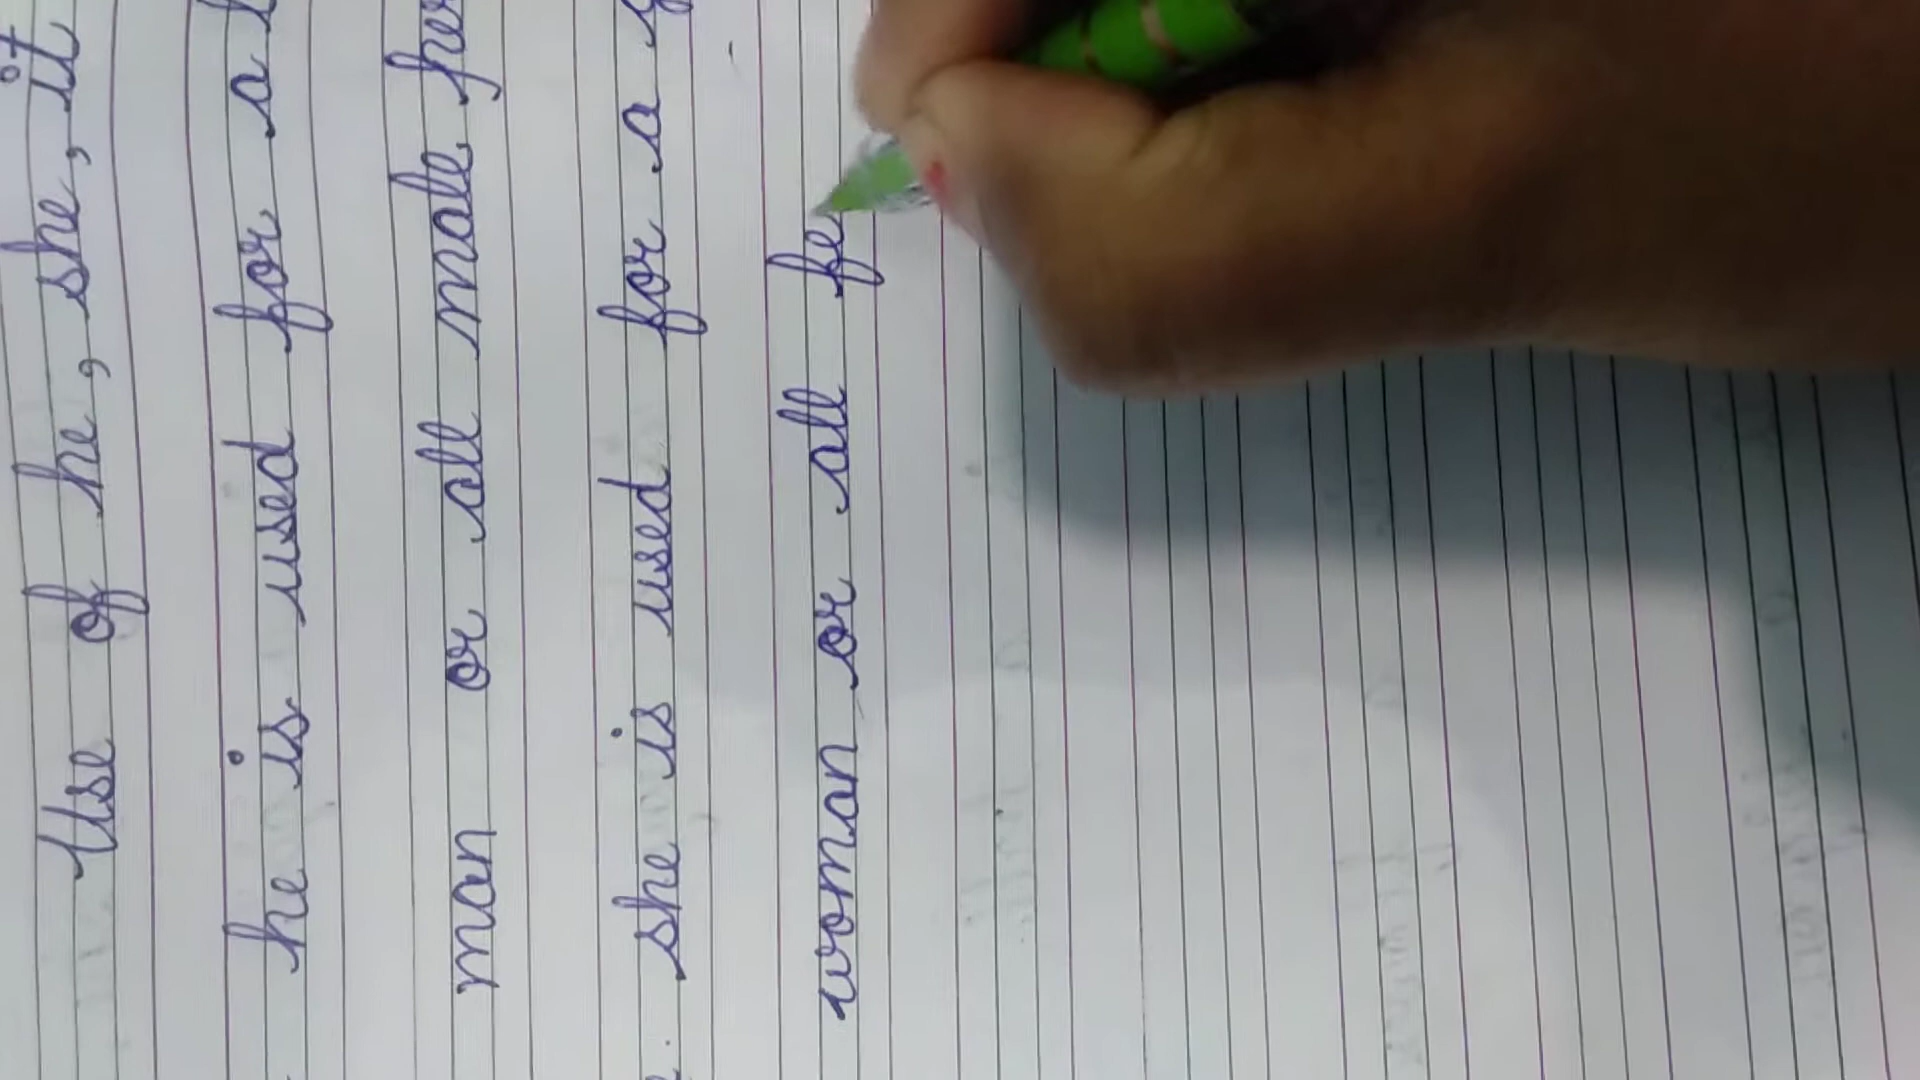 Use of he, she, it
he is used for a
man or all male
she is used for a
woman or all fe